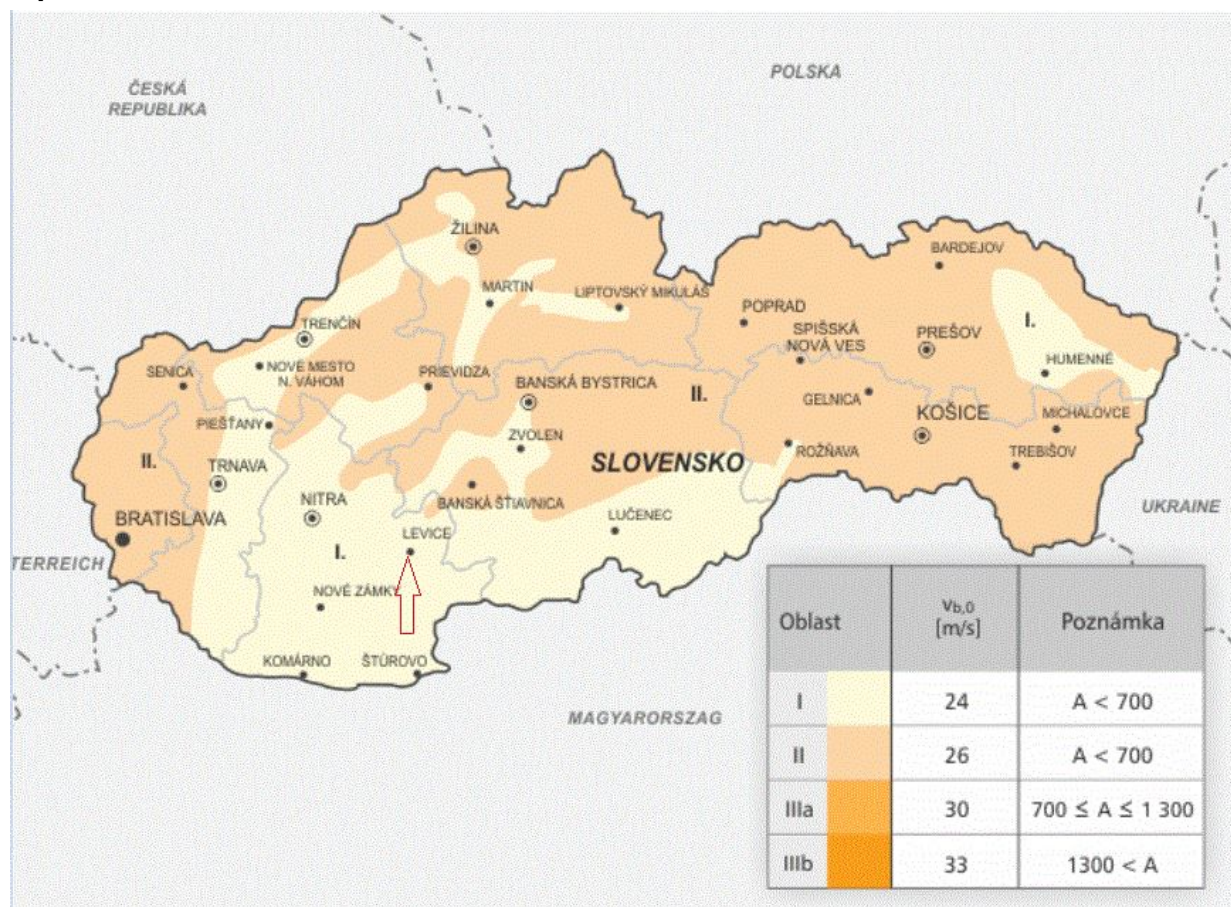 ČESKÁ
REPUBLIKA
POLSKA
ŽILINA
BARDEJOV
MARTIN
LIPTOVSKÝ MIKULÁŠ
POPRAD
TRENČÍN
SPIŠSKÁ
NOVÁ VES
PREŠOV
I.
HUMENNÉ
SENICA
NOVÉ MESTO
N. VÁHOM
PRIEVIDZA
BANSKÁ BYSTRICA
II.
GELNICA
KOŠICE
MICHALOVCE
PIEŠŤANY
ZVOLEN
II.
TRNAVA
SLOVENSKO
ROŽŇAVA
TREBIŠOV
NITRA
BANSKÁ ŠTIAVNICA
UKRAINE
BRATISLAVA
LUČENEC
LEVICE
I.
TERREICH
NOVÉ ZÁMKY
KOMÁRNO
ŠTÚROVO
MAGYARORSZAG
Oblast vb,0 [m/s] Poznámka
I 24 A < 700
II 26 A < 700
IIIa 30 700 ≤ A ≤ 1 300
IIIb 33 1300 < A